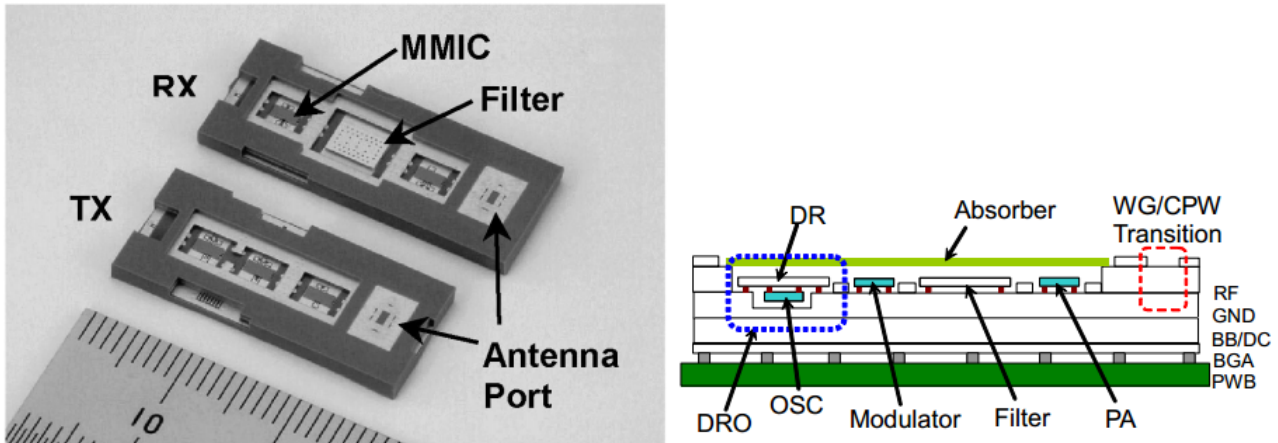 MMIC
RX
Filter
TX
Antenna
Port
10
DR
Absorber
WG/CPW
Transition
RF
GND
BB/DC
BGA
PWB
DRO
OSC
Modulator
Filter
PA